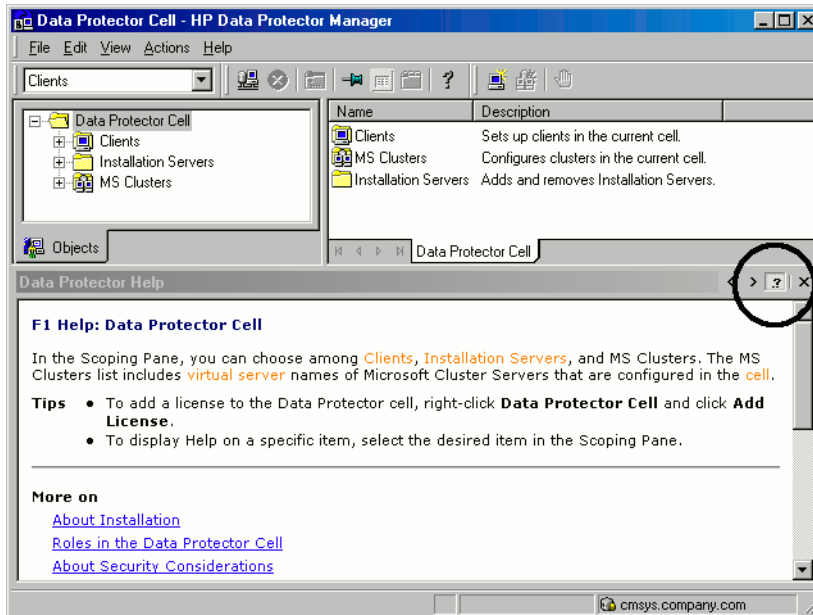 Data Protector Cell - HP Data Protector Manager
File Edit View Actions Help
Clients
?
Data Protector Cell
Clients
Installation Servers
MS Clusters
Objects
Name Description
Clients Sets up clients in the current cell.
MS Clusters Configures clusters in the current cell.
Installation Servers Adds and removes Installation Servers.
Data Protector Cell
Data Protector Help
?
F1 Help: Data Protector Cell
In the Scoping Pane, you can choose among Clients, Installation Servers, and MS Clusters. The MS
Clusters list includes virtual server names of Microsoft Cluster Servers that are configured in the cell.
Tips • To add a license to the Data Protector cell, right-click Data Protector Cell and click Add
License.
• To display Help on a specific item, select the desired item in the Scoping Pane.
More on
About Installation
Roles in the Data Protector Cell
About Security Considerations
cmsys.company.com